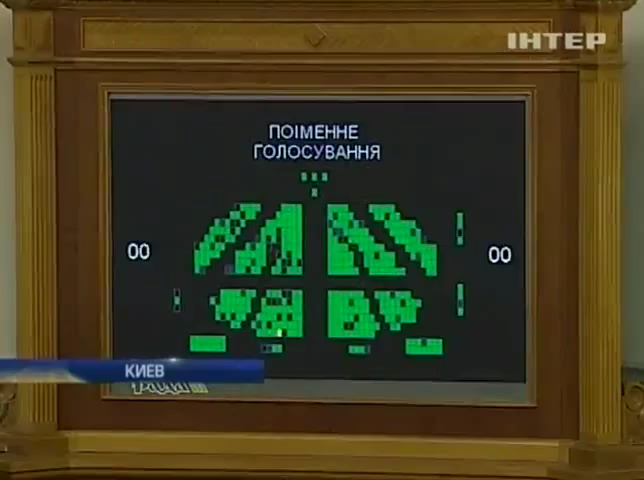 ІНТЕР
ПОІМЕННЕ
ГОЛОСУВАННЯ
00
00
КИЕВ